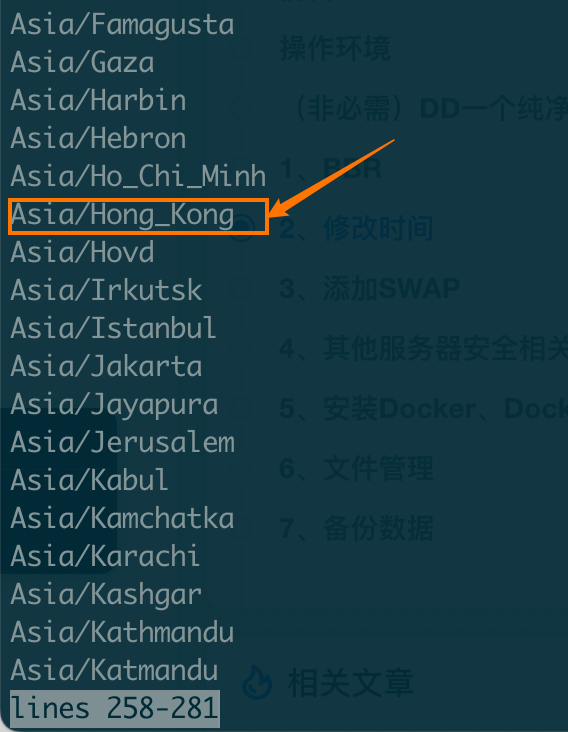 Asia/Famagusta
Asia/Gaza
Asia/Harbin
Asia/Hebron
Asia/Ho_Chi_Minh
Asia/Hong_Kong
Asia/Hovd
Asia/Irkutsk
Asia/Istanbul
Asia/Jakarta
Asia/Jayapura
Asia/Jerusalem
Asia/Kabul
Asia/Kamchatka
Asia/Karachi
Asia/Kashgar
Asia/Kathmandu
Asia/Katmandu
lines 258-281
操作环境
（非必需）DD一个纯净
1、BBR
2、修改时间
3、添加SWAP
4、其他服务器安全相关
5、安装Docker、Dock
6、文件管理
7、备份数据
相关文章